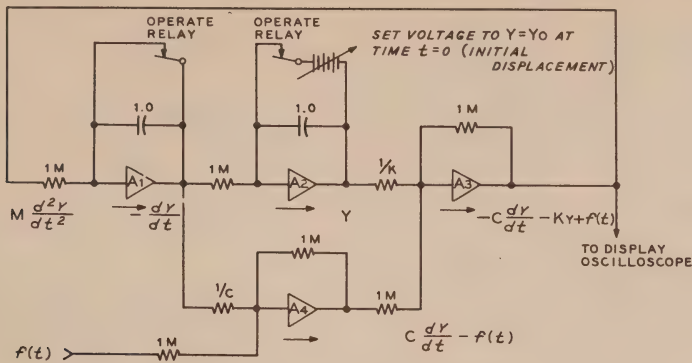 OPERATE
RELAY
OPERATE
RELAY
SET VOLTAGE TO Y=Y0 AT
TIME t=0 (INITIAL
DISPLACEMENT)
1.0
1.0
1M
1M
A1
1M
A2
1/K
A3
M d²Y/dt²
- dY/dt
Y
-C dY/dt - KY+f(t)
1M
TO DISPLAY
OSCILLOSCOPE
1/C
A4
1M
1M
C dY/dt - f(t)
f(t)